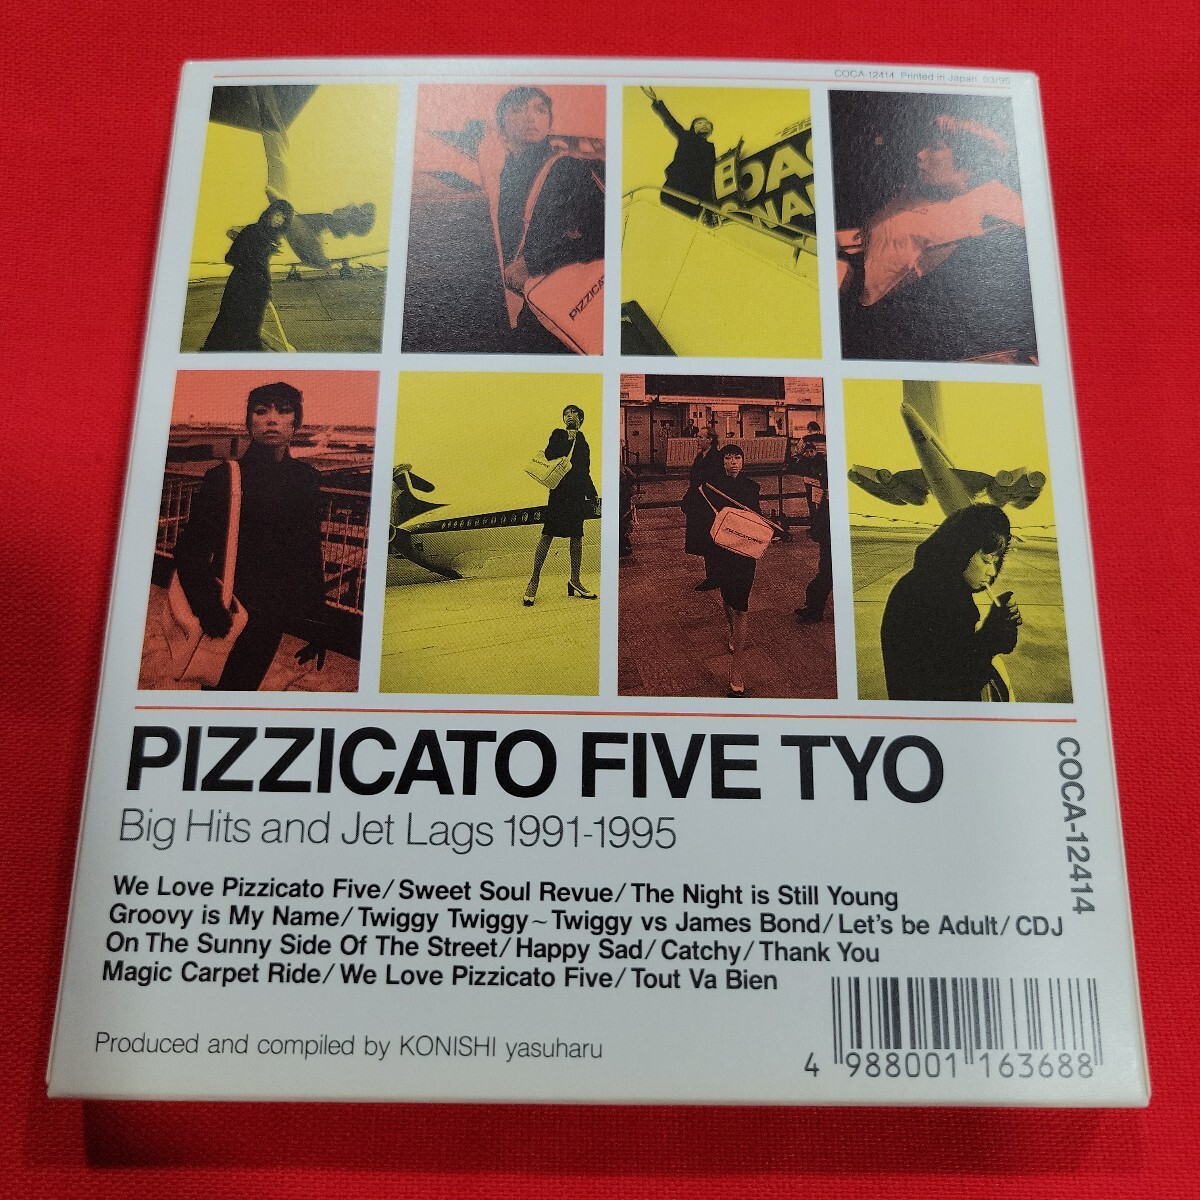 COCA-12414 Printed in Japan 03/95
PIZZICATO FIVE TYO
Big Hits and Jet Lags 1991-1995
COCA-12414
We Love Pizzicato Five/Sweet Soul Revue/The Night is Still Young
Groovy is My Name/Twiggy Twiggy~Twiggy vs James Bond/Let's be Adult/CDJ
On The Sunny Side Of The Street/Happy Sad/Catchy/Thank You
Magic Carpet Ride/We Love Pizzicato Five/Tout Va Bien
Produced and compiled by KONISHI yasuharu
4 988001 163688